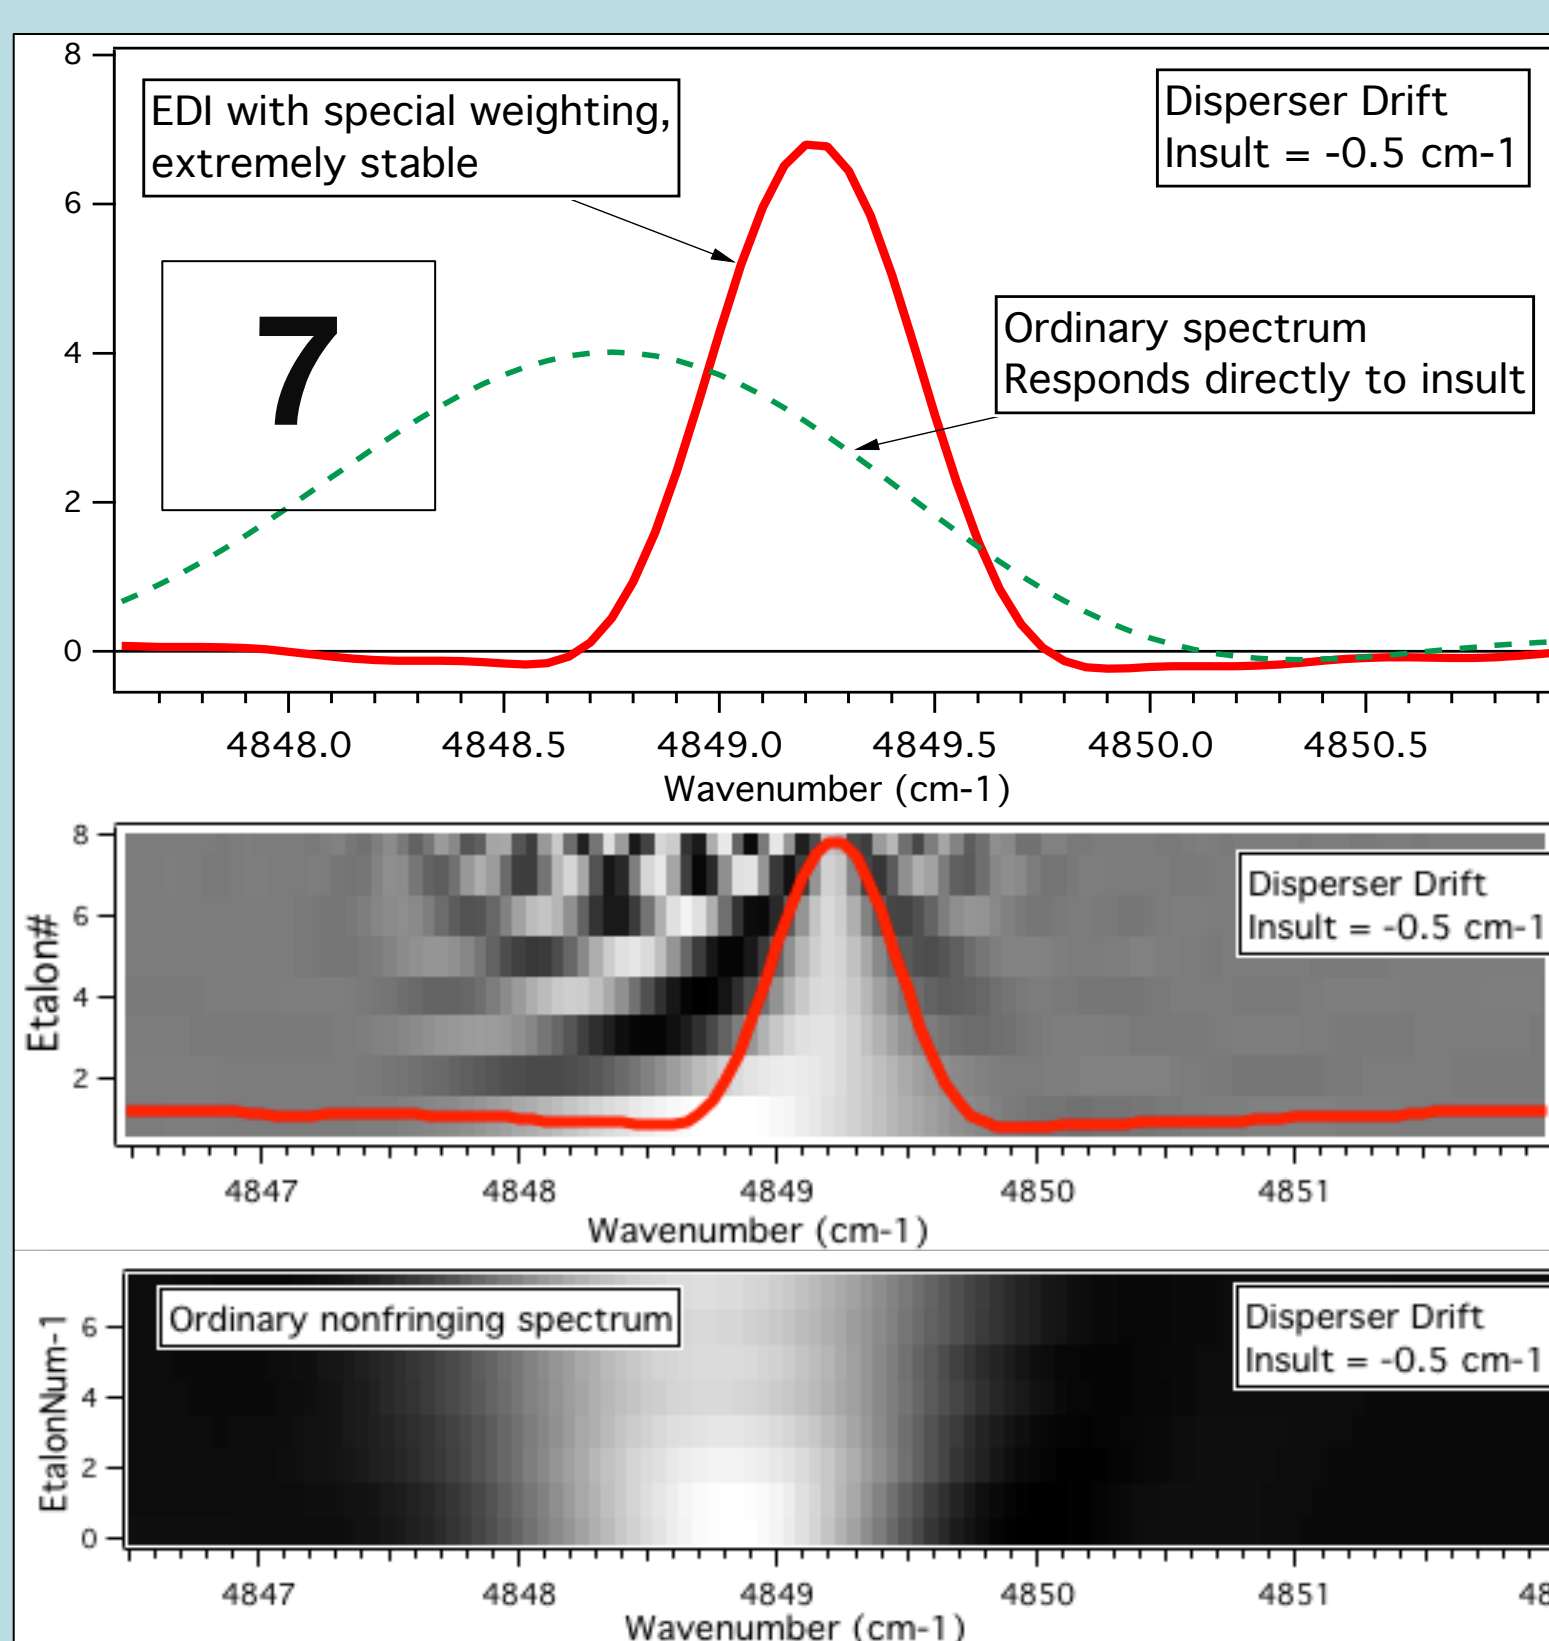 8
EDI with special weighting,
extremely stable
Disperser Drift
Insult = -0.5 cm-1
6
7
Ordinary spectrum
Responds directly to insult
4
2
0
4848.0 4848.5 4849.0 4849.5 4850.0 4850.5
Wavenumber (cm-1)
8
Disperser Drift
Insult = -0.5 cm-1
6
Etalon#
4
2
4847 4848 4849 4850 4851
Wavenumber (cm-1)
Ordinary nonfringing spectrum
Disperser Drift
Insult = -0.5 cm-1
EtalonNum-1
6
4
2
0
4847 4848 4849 4850 4851 48
Wavenumber (cm-1)